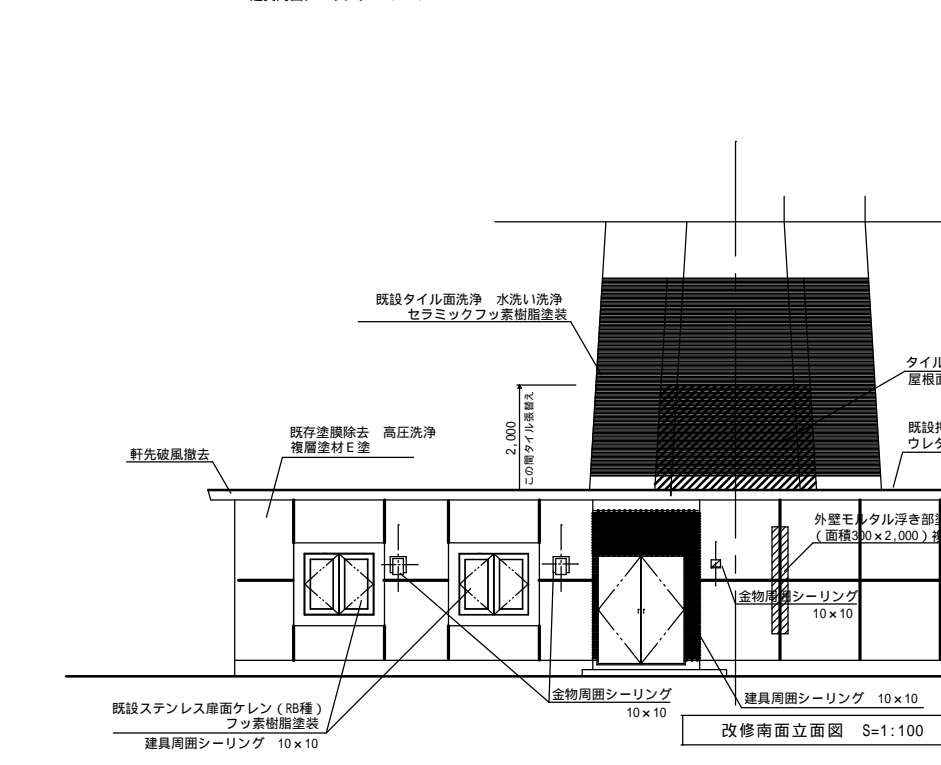 既設タイル面洗浄　水洗い洗浄
セラミックフッ素樹脂塗装
タイル
屋根面
2,000
この間タイル張替え
既存塗膜除去　高圧洗浄
複層塗材E塗
軒先破風撤去
ウレタ
外壁モルタル浮き部
(面積300×2,000)
金物周囲シーリング
10×10
既設ステンレス扉面ケレン(RB種)
フッ素樹脂塗装
建具周囲シーリング　10×10
金物周囲シーリング
10×10
建具周囲シーリング　10×10
改修南面立面図　S=1:100